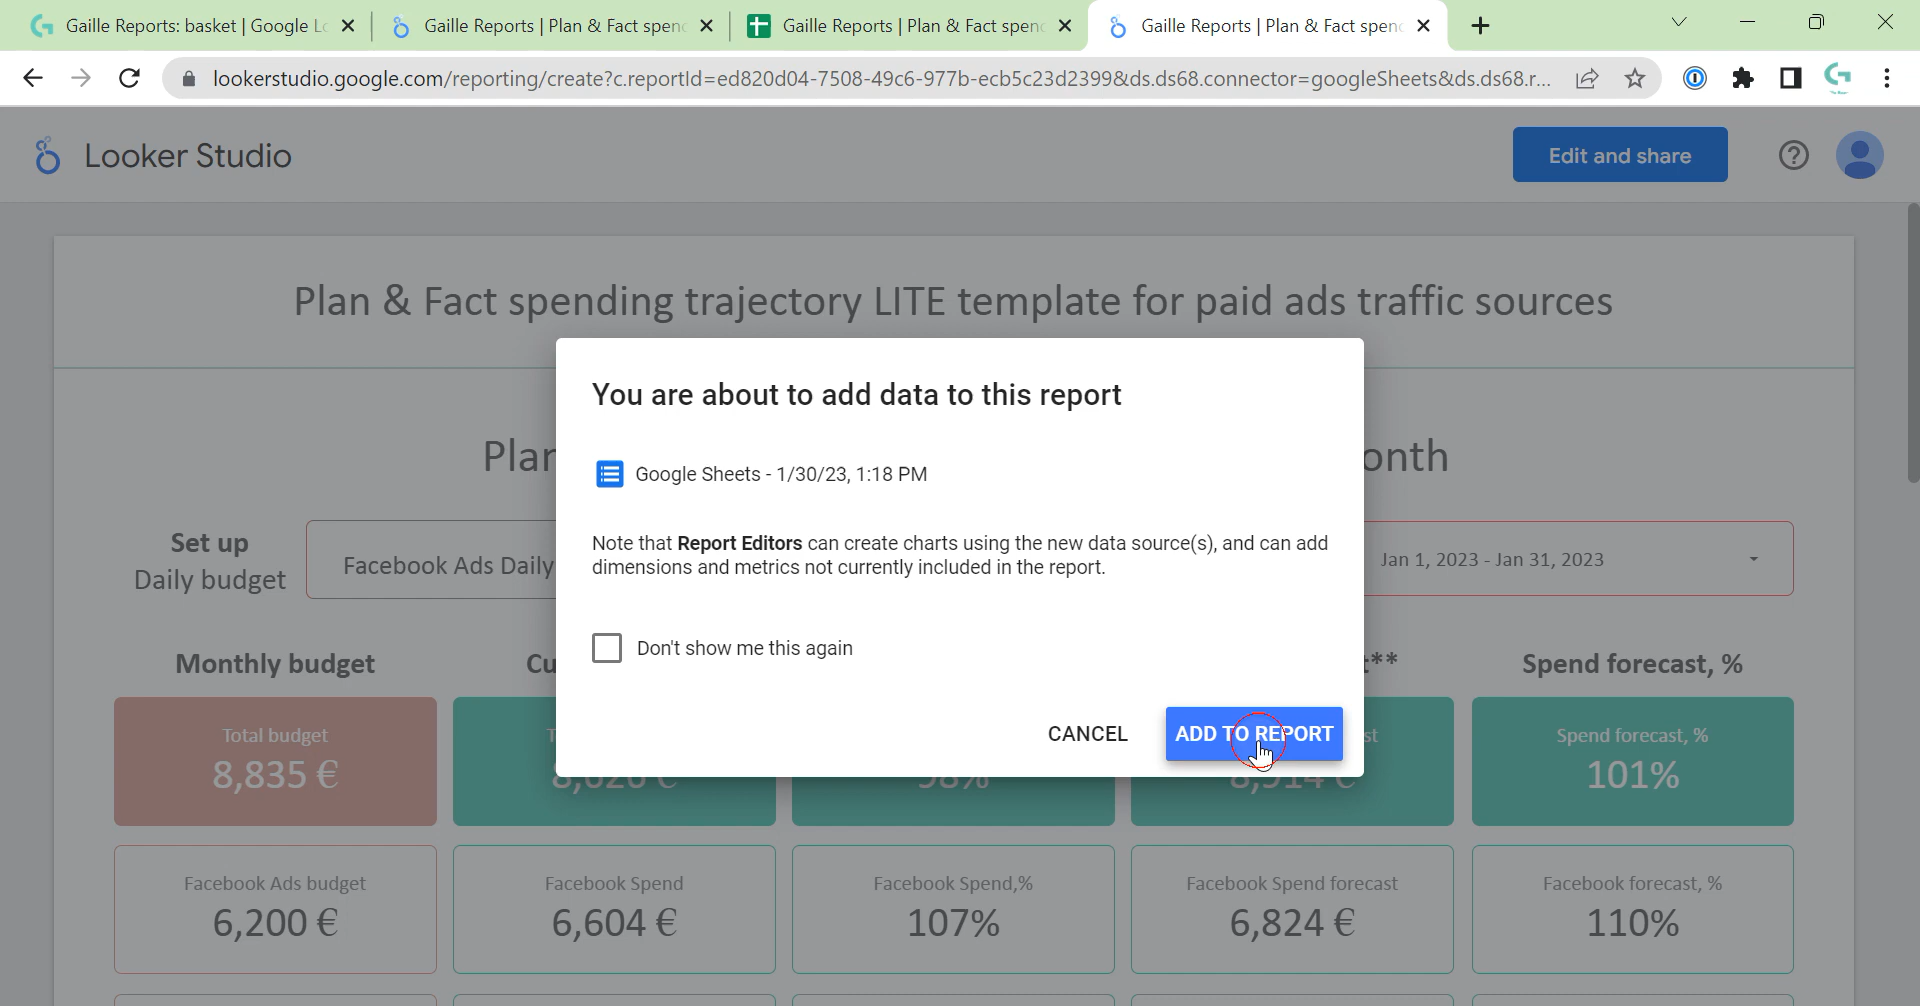 Gaille Reports: basket | Google Lo
Gaille Reports | Plan & Fact spend
Gaille Reports | Plan & Fact spend
Gaille Reports | Plan & Fact spend
lookerstudio.google.com/reporting/create?c.reportId=ed820d04-7508-49c6-977b-ecb5c23d2399&ds.ds68.connector=googleSheets&ds.ds68.r...
Looker Studio
Edit and share
Plan & Fact spending trajectory LITE template for paid ads traffic sources
You are about to add data to this report
Plan
onth
Google Sheets - 1/30/23, 1:18 PM
Note that Report Editors can create charts using the new data source(s), and can add
dimensions and metrics not currently included in the report.
Set up
Daily budget
Facebook Ads Daily
Jan 1, 2023 - Jan 31, 2023
Don't show me this again
Monthly budget
Cu
t**
Spend forecast, %
CANCEL
ADD TO REPORT
Total budget
8,835 €
T
st
Spend forecast, %
101%
Facebook Ads budget
6,200 €
Facebook Spend
6,604 €
Facebook Spend,%
107%
Facebook Spend forecast
6,824 €
Facebook forecast, %
110%